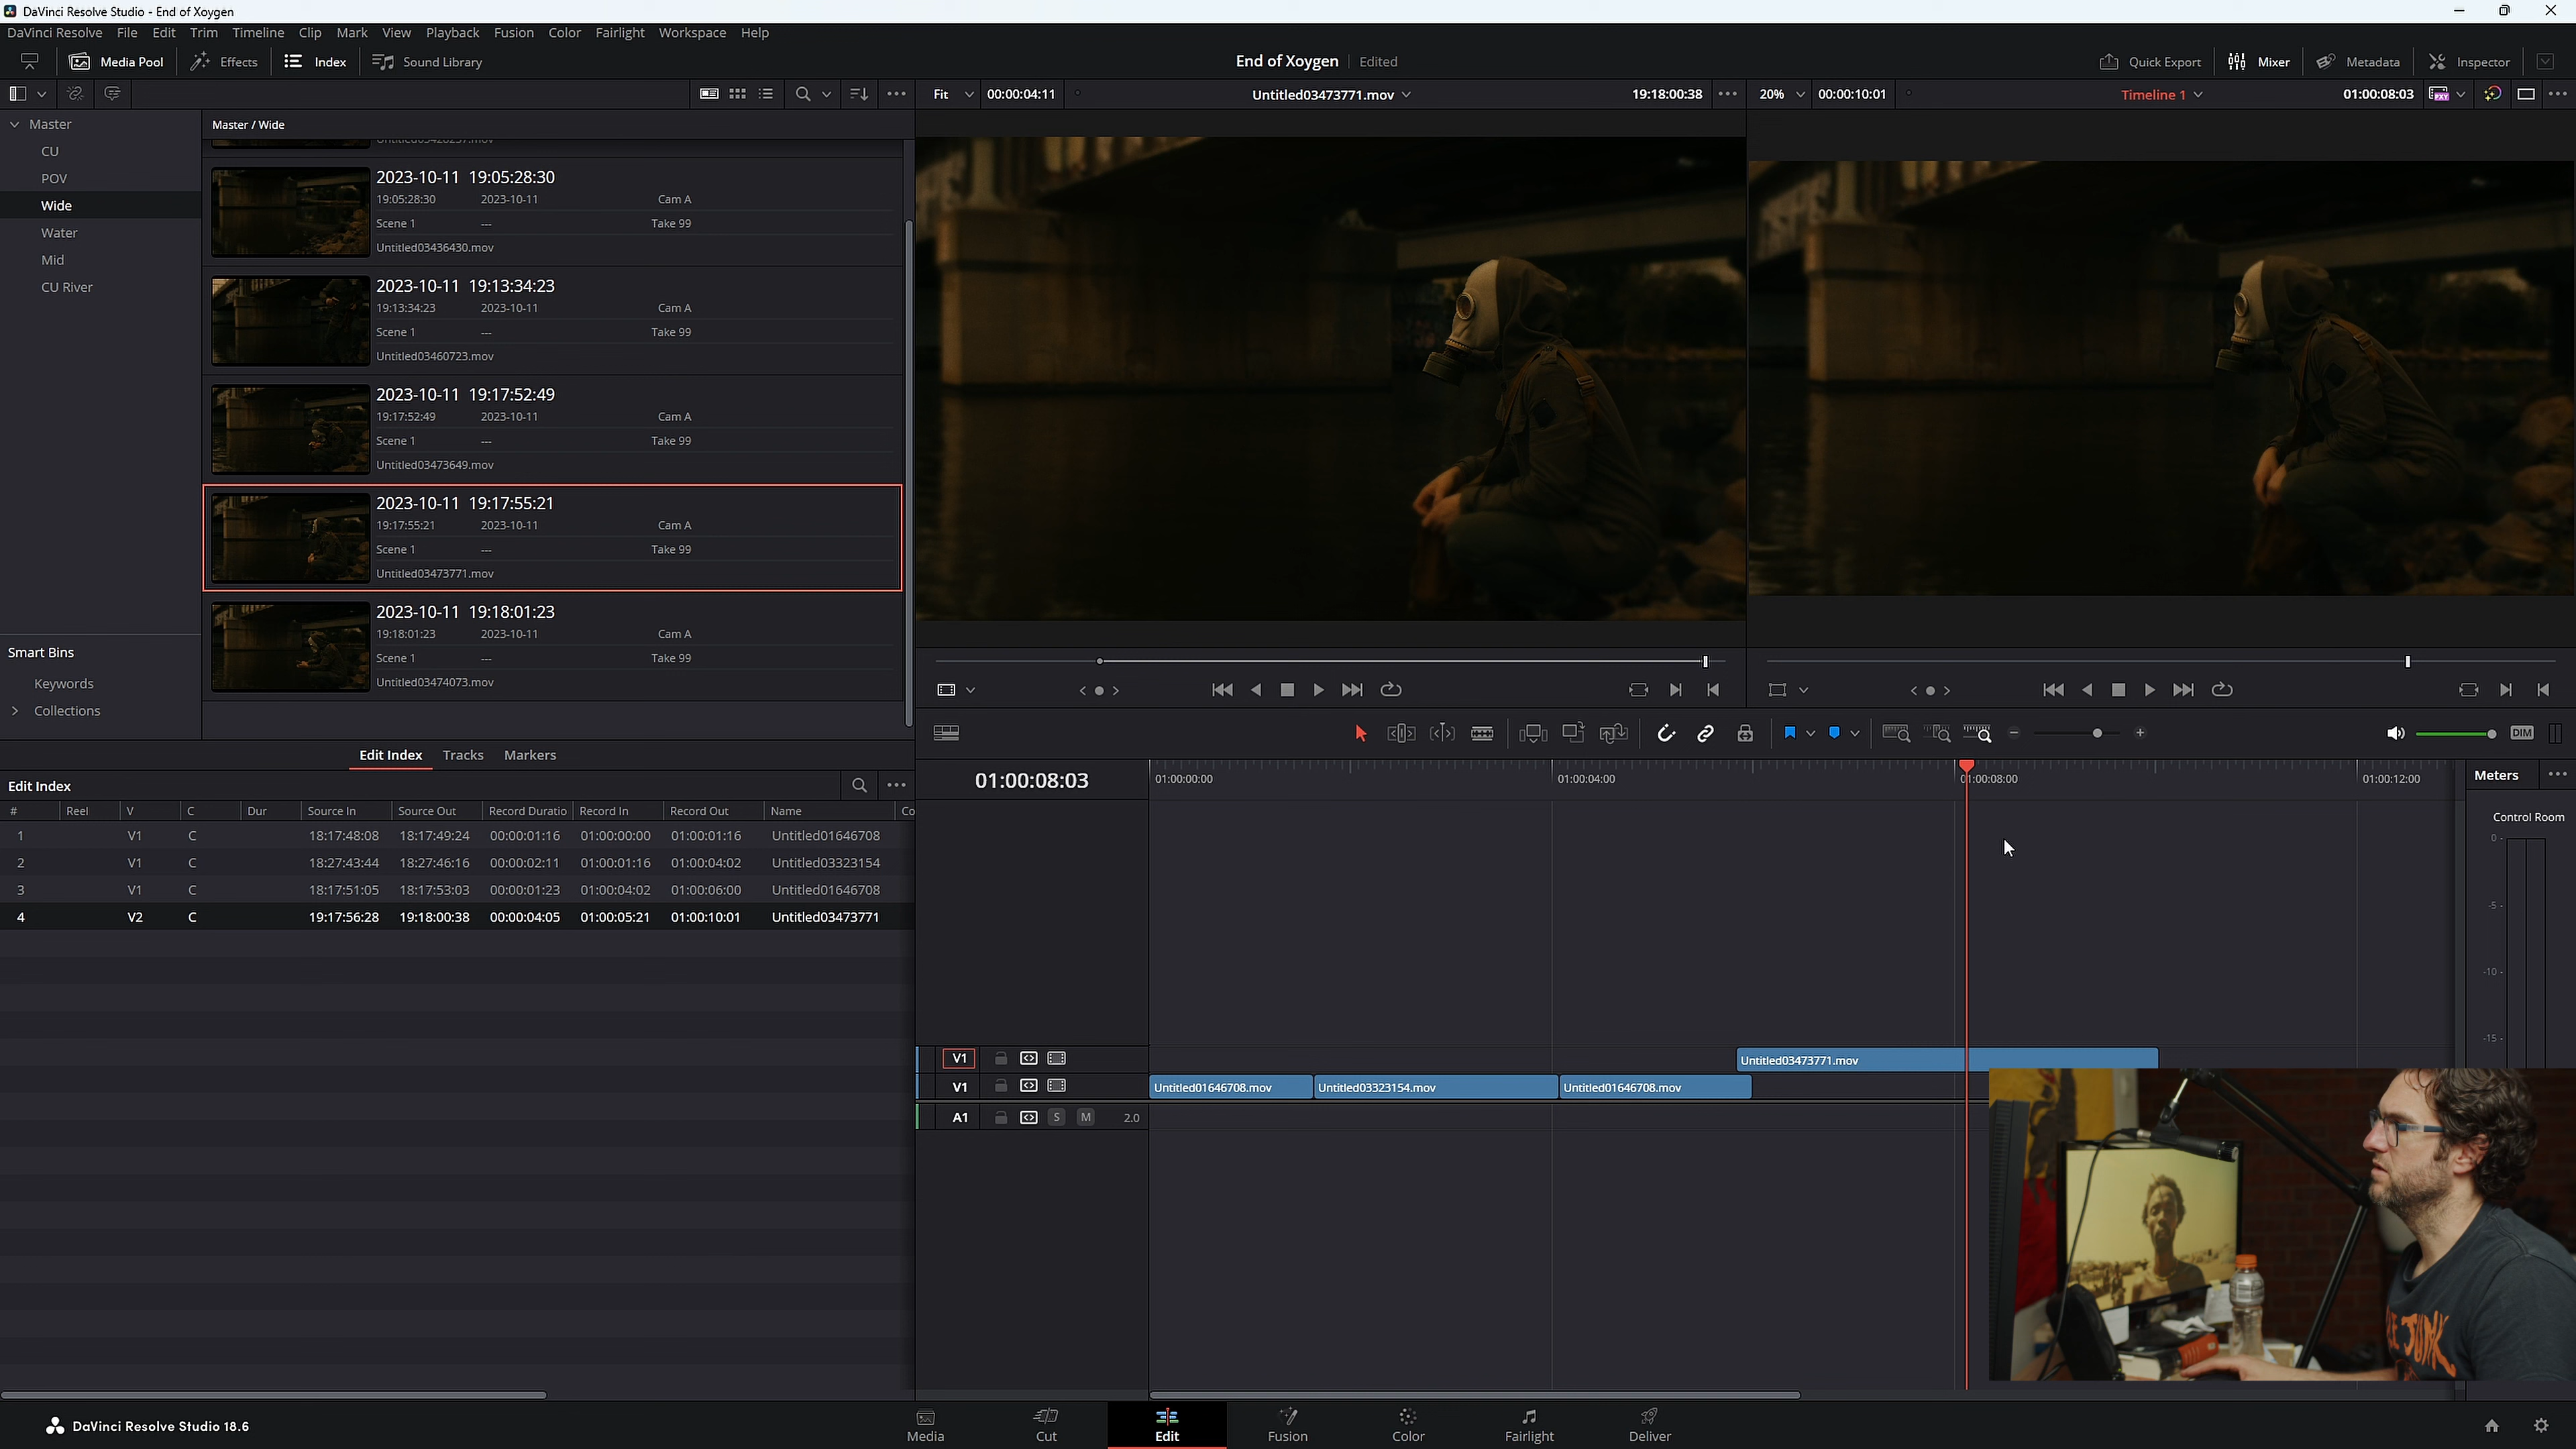 DaVinci Resolve Studio - End of Xoygen
DaVinci Resolve File Edit Trim Timeline Clip Mark View Playback Fusion Color Fairlight Workspace Help
Media Pool Effects Index Sound Library End of Xoygen Edited Quick Export Mixer Metadata Inspector
Fit 00:00:04:11 Untitled03473771.mov 19:18:00:38 20% 00:00:10:01 Timeline 1 01:00:08:03
Master
CU
POV
Wide
Water
Mid
CU River
Smart Bins
Keywords
Collections
Master / Wide
2023-10-11 19:05:28:30
19:05:28:30 2023-10-11 Cam A
Scene 1 --- Take 99
Untitled03436430.mov
2023-10-11 19:13:34:23
19:13:34:23 2023-10-11 Cam A
Scene 1 --- Take 99
Untitled03460723.mov
2023-10-11 19:17:52:49
19:17:52:49 2023-10-11 Cam A
Scene 1 --- Take 99
Untitled03473649.mov
2023-10-11 19:17:55:21
19:17:55:21 2023-10-11 Cam A
Scene 1 --- Take 99
Untitled03473771.mov
2023-10-11 19:18:01:23
19:18:01:23 2023-10-11 Cam A
Scene 1 --- Take 99
Untitled03474073.mov
DIM
Edit Index Tracks Markers
Edit Index
# Reel V C Dur Source In Source Out Record Duratio Record In Record Out Name Co
1 V1 C 18:17:48:08 18:17:49:24 00:00:01:16 01:00:00:00 01:00:01:16 Untitled01646708
2 V1 C 18:27:43:44 18:27:46:16 00:00:02:11 01:00:01:16 01:00:04:02 Untitled03323154
3 V1 C 18:17:51:05 18:17:53:03 00:00:01:23 01:00:04:02 01:00:06:00 Untitled01646708
4 V2 C 19:17:56:28 19:18:00:38 00:00:04:05 01:00:05:21 01:00:10:01 Untitled03473771
01:00:08:03 01:00:00:00 01:00:04:00 01:00:08:00 01:00:12:00
Meters
Control Room
0 -
-5 -
-10 -
-15 -
V1 Untitled03473771.mov
V1 Untitled01646708.mov Untitled03323154.mov Untitled01646708.mov
A1 S M 2.0
DaVinci Resolve Studio 18.6
Media Cut Edit Fusion Color Fairlight Deliver